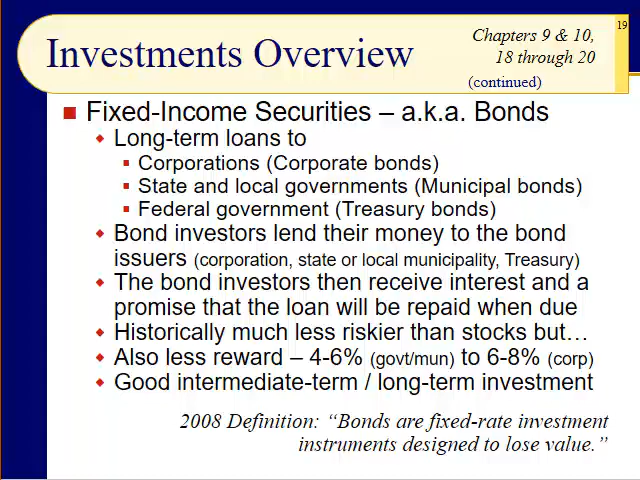 19
Investments Overview
Chapters 9 & 10,
18 through 20
(continued)
Fixed-Income Securities – a.k.a. Bonds
Long-term loans to
Corporations (Corporate bonds)
State and local governments (Municipal bonds)
Federal government (Treasury bonds)
Bond investors lend their money to the bond
issuers (corporation, state or local municipality, Treasury)
The bond investors then receive interest and a
promise that the loan will be repaid when due
Historically much less riskier than stocks but…
Also less reward – 4-6% (govt/mun) to 6-8% (corp)
Good intermediate-term / long-term investment
2008 Definition: “Bonds are fixed-rate investment
instruments designed to lose value.”